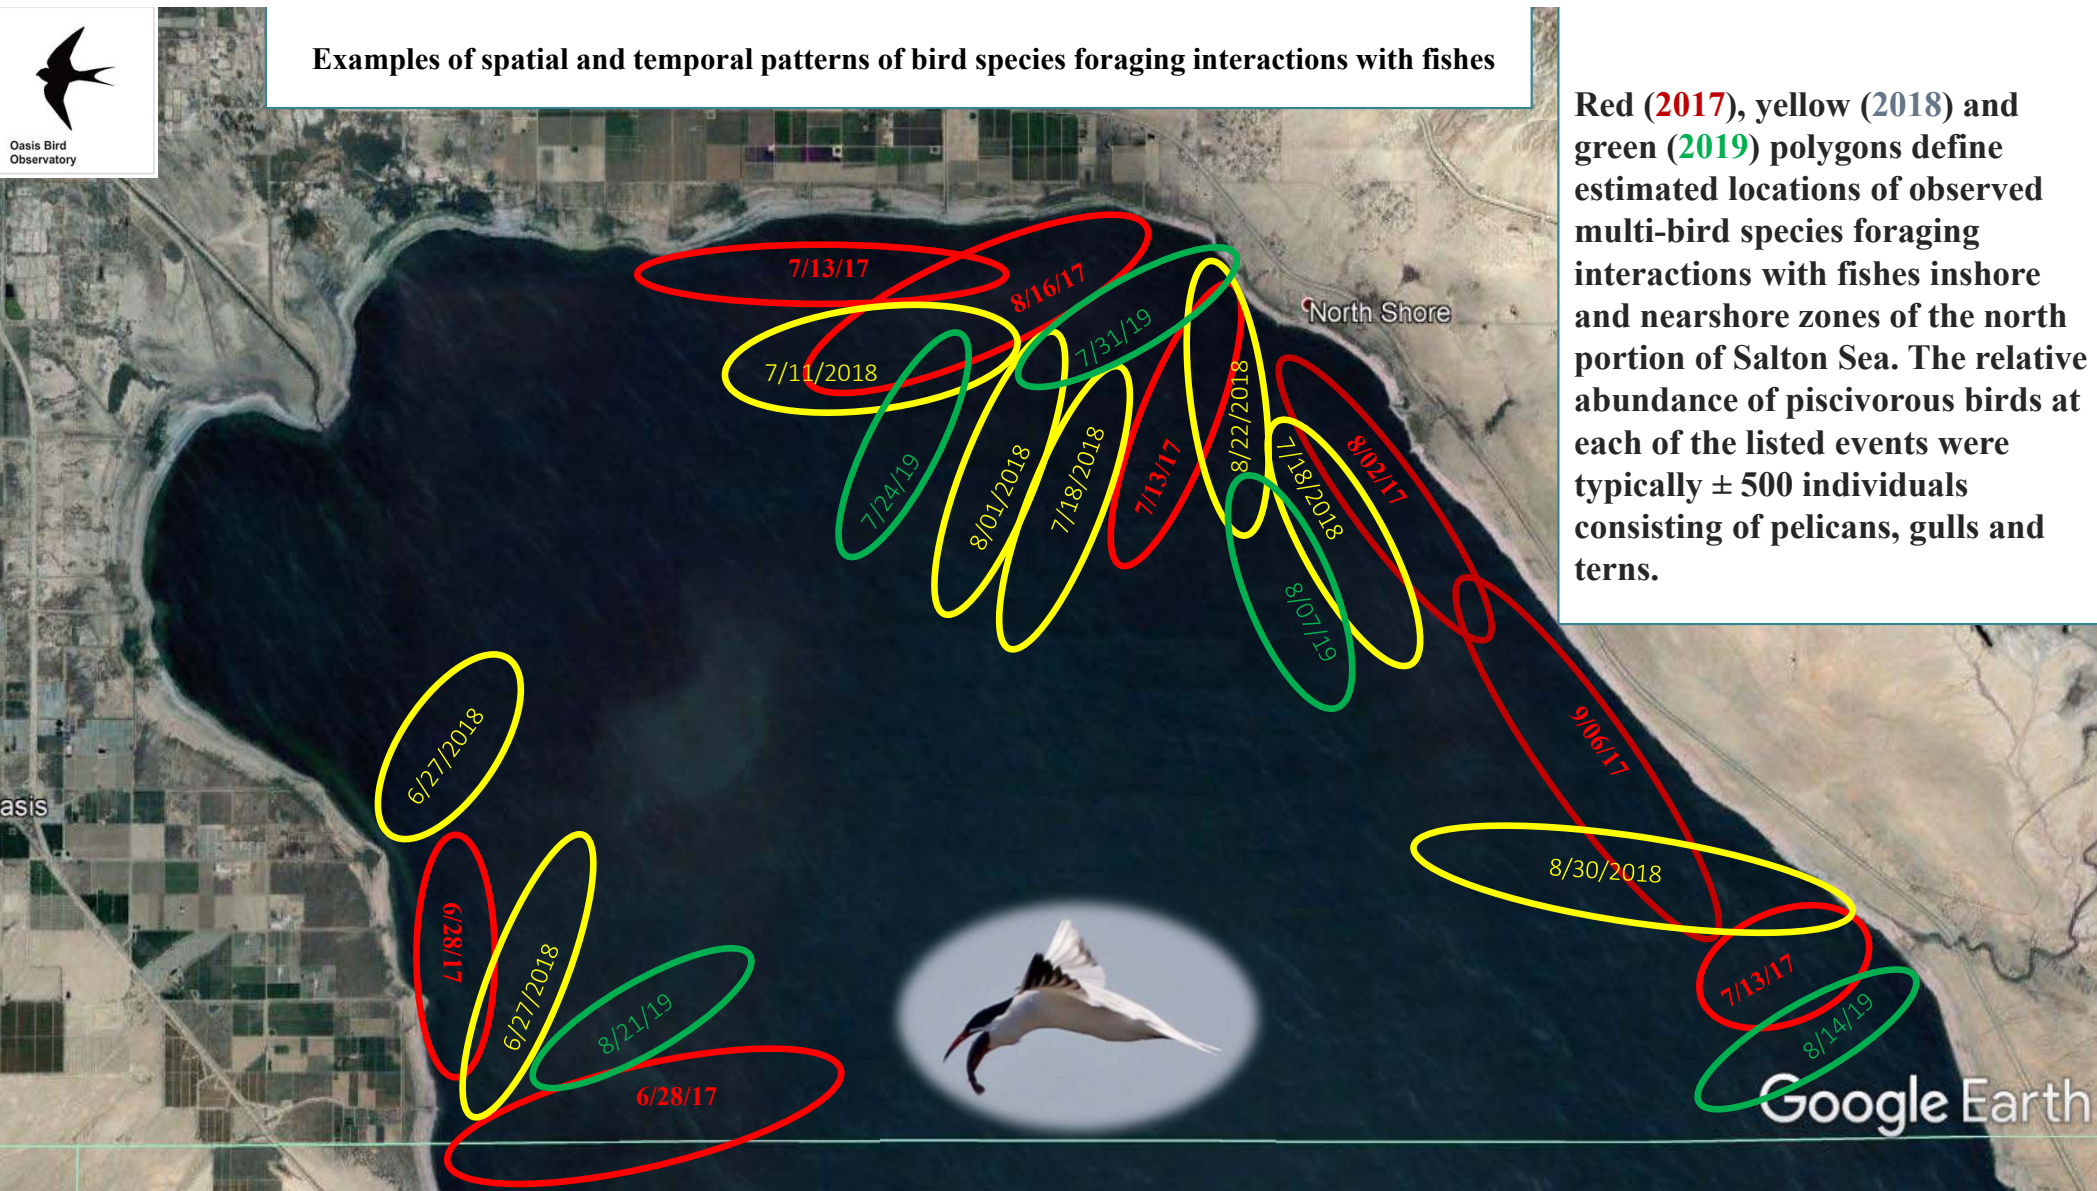 Oasis Bird
Observatory
Examples of spatial and temporal patterns of bird species foraging interactions with fishes
Red (2017), yellow (2018) and
green (2019) polygons define
estimated locations of observed
multi-bird species foraging
interactions with fishes inshore
and nearshore zones of the north
portion of Salton Sea. The relative
abundance of piscivorous birds at
each of the listed events were
typically ± 500 individuals
consisting of pelicans, gulls and
terns.
7/13/17
8/16/17
North Shore
7/31/19
7/11/2018
8/22/2018
7/24/19
8/01/2018
7/18/2018
7/13/17
7/18/2018
8/02/17
8/07/19
6/27/2018
9/06/17
asis
8/30/2018
6/28/17
6/27/2018
8/21/19
7/13/17
8/14/19
6/28/17
Google Earth